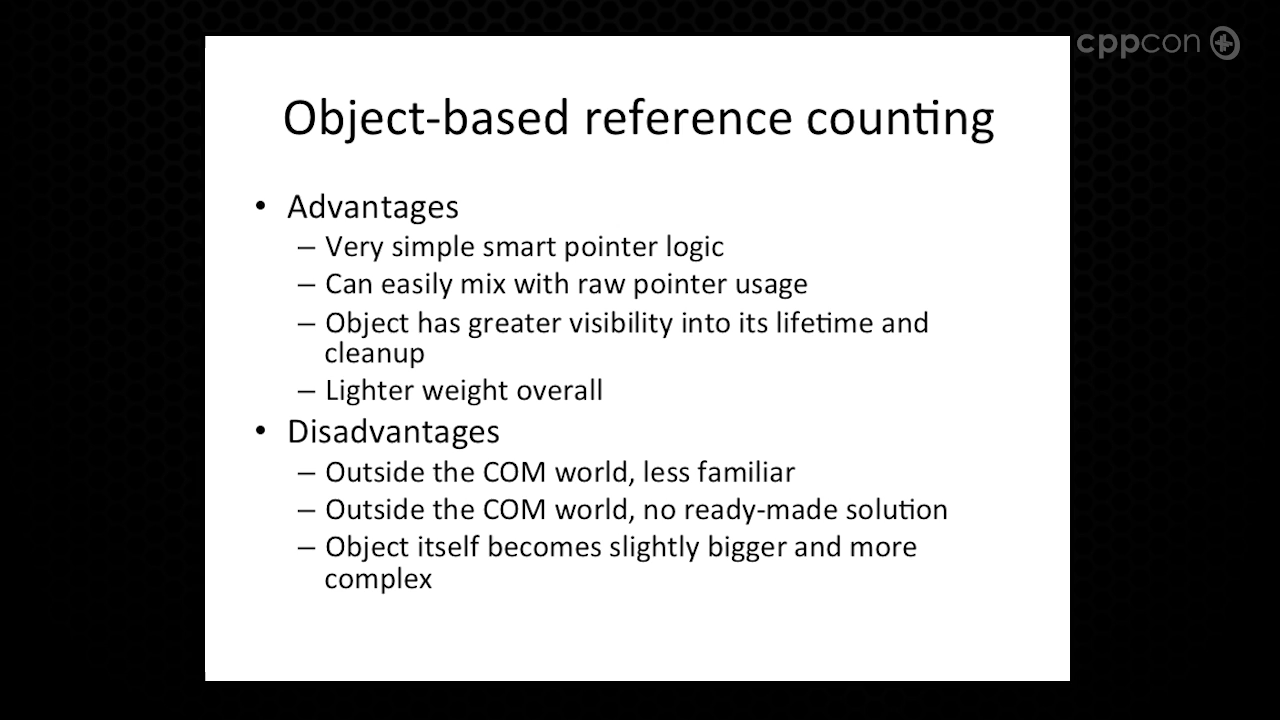 cppcon
Object-based reference counting
• Advantages
– Very simple smart pointer logic
– Can easily mix with raw pointer usage
– Object has greater visibility into its lifetime and
cleanup
– Lighter weight overall
• Disadvantages
– Outside the COM world, less familiar
– Outside the COM world, no ready-made solution
– Object itself becomes slightly bigger and more
complex